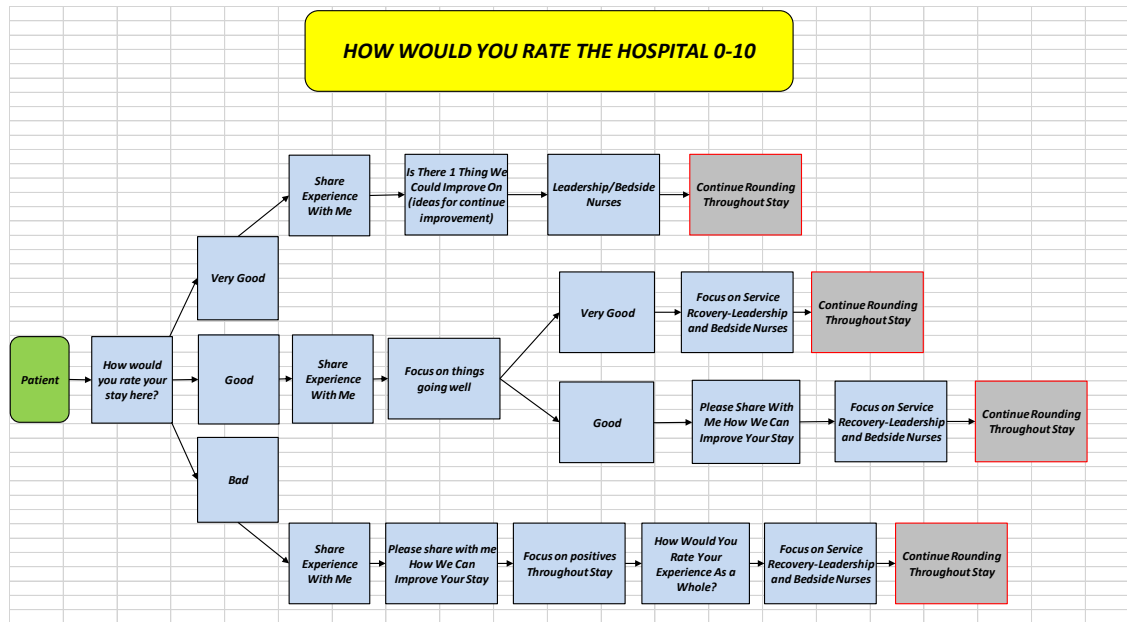 HOW WOULD YOU RATE THE HOSPITAL 0-10
Share
Experience
With Me
Is There 1 Thing We
Could Improve On
(ideas for continue
improvement)
Leadership/Bedside
Nurses
Continue Rounding
Throughout Stay
Very Good
Very Good
Focus on Service
Rcovery-Leadership
and Bedside Nurses
Continue Rounding
Throughout Stay
Patient
How would
you rate your
stay here?
Good
Share
Experience
With Me
Focus on things
going well
Good
Please Share With
Me How We Can
Improve Your Stay
Focus on Service
Recovery-Leadership
and Bedside Nurses
Continue Rounding
Throughout Stay
Bad
Share
Experience
With Me
Please share with me
How We Can
Improve Your Stay
Focus on positives
Throughout Stay
How Would You
Rate Your
Experience As a
Whole?
Focus on Service
Recovery-Leadership
and Bedside Nurses
Continue Rounding
Throughout Stay